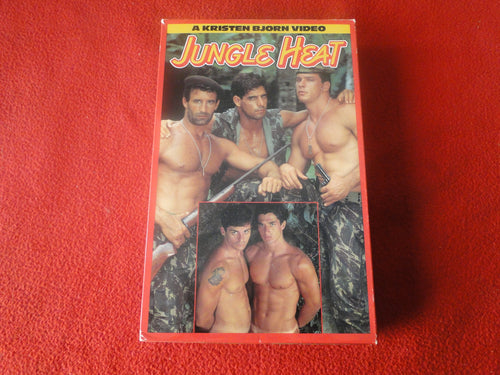 A KRISTEN BJORN VIDEO
JUNGLE HEAT